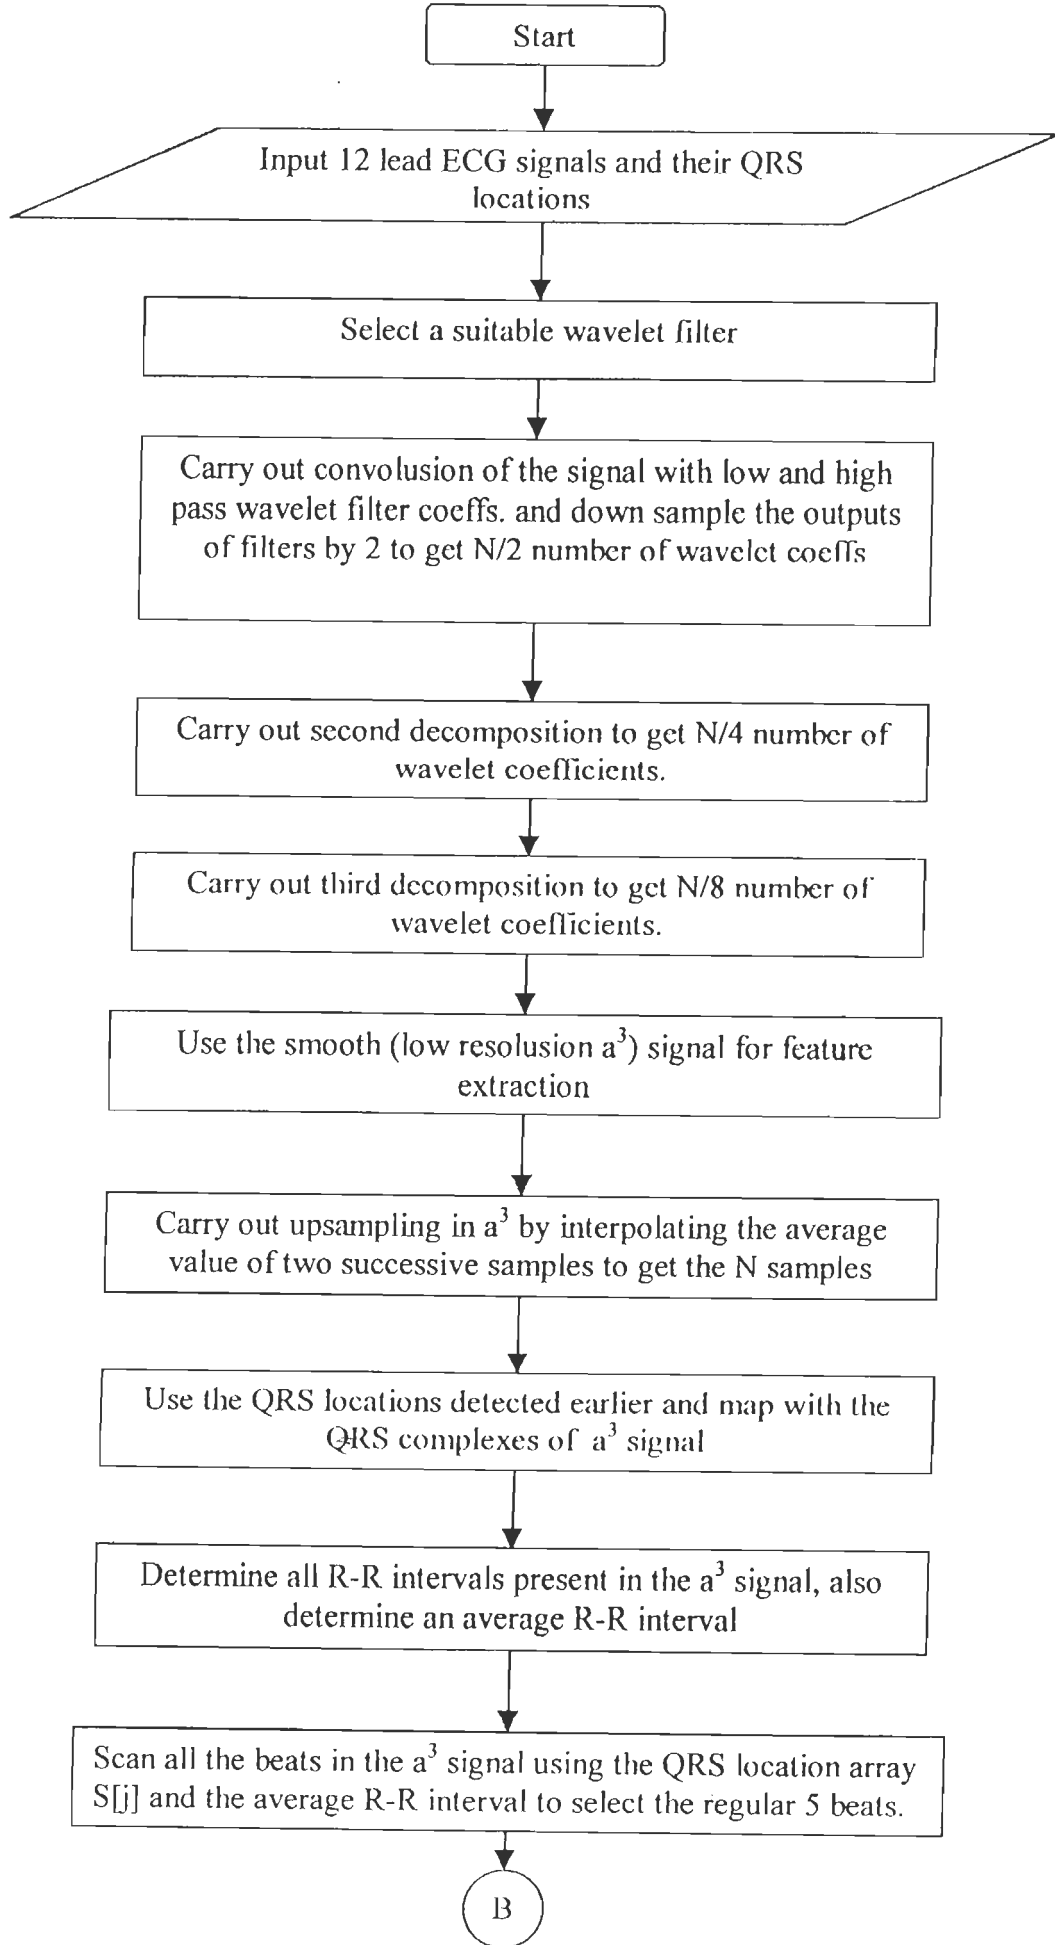 Start
Input 12 lead ECG signals and their QRS
locations
Select a suitable wavelet filter
Carry out convolusion of the signal with low and high
pass wavelet filter coeffs. and down sample the outputs
of filters by 2 to get N/2 number of wavelet coeffs
Carry out second decomposition to get N/4 number of
wavelet coefficients.
Carry out third decomposition to get N/8 number of
wavelet coefficients.
Use the smooth (low resolusion a³) signal for feature
extraction
Carry out upsampling in a³ by interpolating the average
value of two successive samples to get the N samples
Use the QRS locations detected earlier and map with the
QRS complexes of a³ signal
Determine all R-R intervals present in the a³ signal, also
determine an average R-R interval
Scan all the beats in the a³ signal using the QRS location array
S[j] and the average R-R interval to select the regular 5 beats.
B